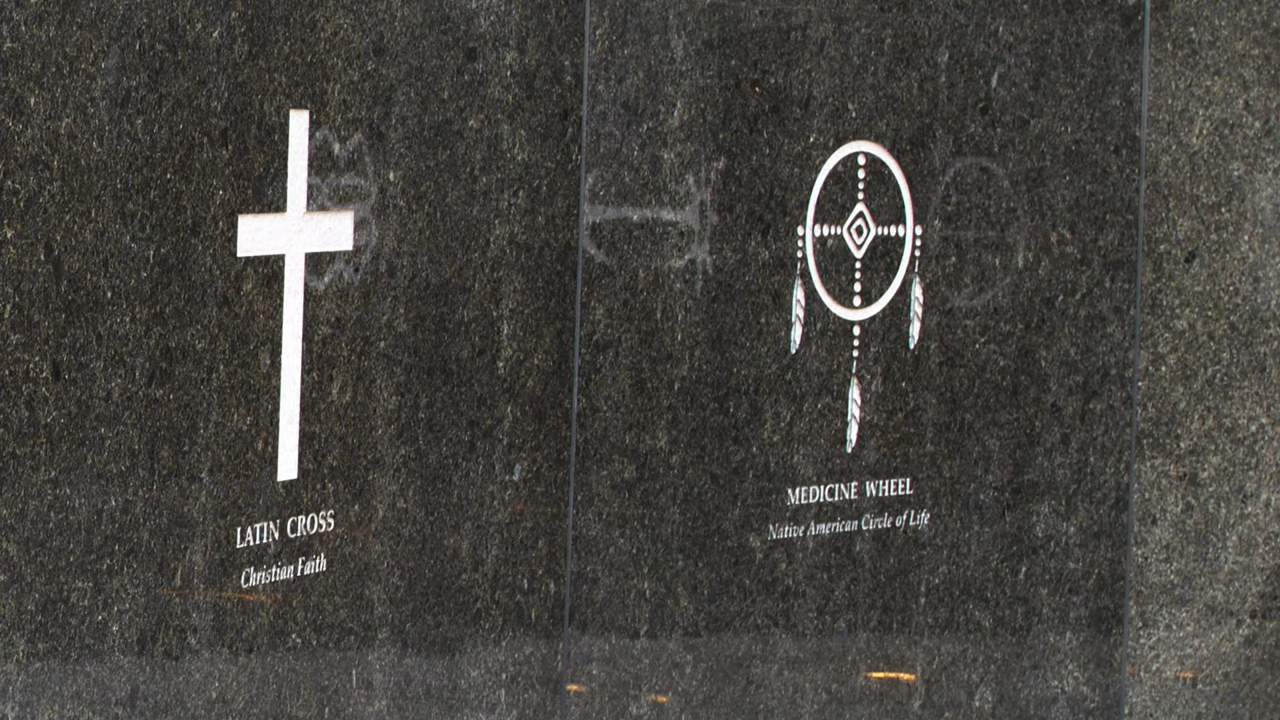 LATIN CROSS
Christian Faith
MEDICINE WHEEL
Native American Circle of Life